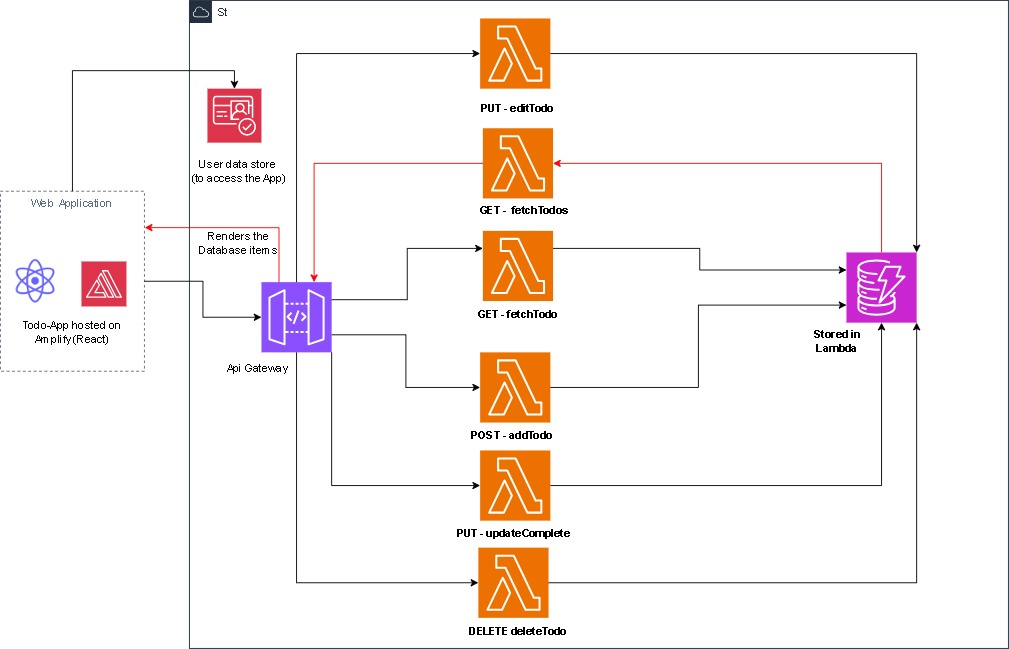 St
PUT - editTodo
User data store
(to access the App)
Web Application
GET - fetchTodos
Renders the
Database items
GET - fetchTodo
Todo-App hosted on
Amplify(React)
</>
Stored in
Lambda
Api Gateway
POST - addTodo
PUT - updateComplete
DELETE deleteTodo